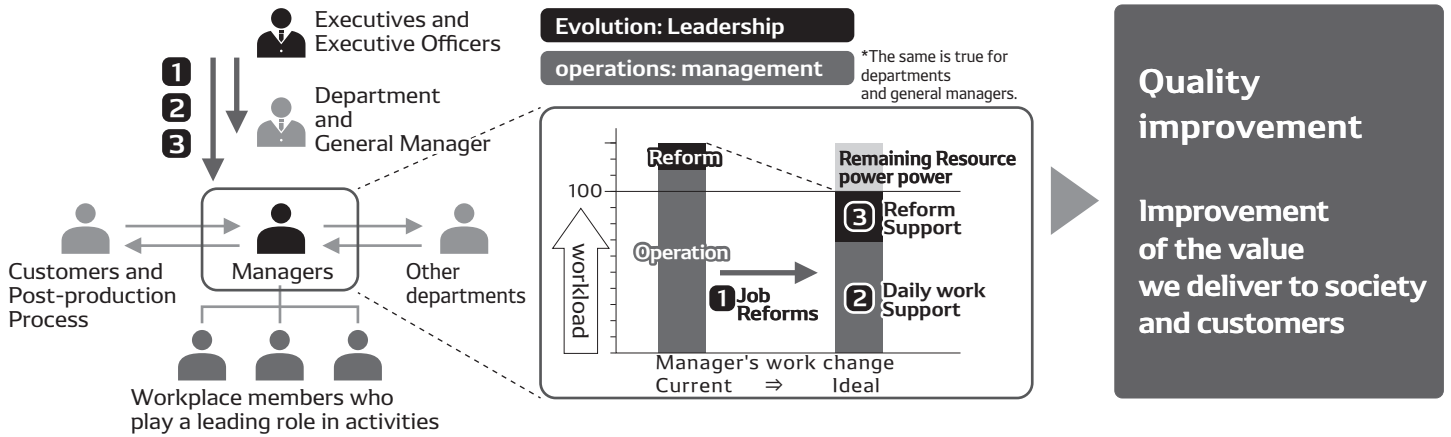 Executives and
Executive Officers
1
2
3
Department
and
General Manager
Customers and
Post-production
Process
Managers
Other
departments
Workplace members who
play a leading role in activities
Evolution: Leadership
operations: management
*The same is true for
departments
and general managers.
Reform
100
Operation
workload
1 Job
Reforms
Remaining Resource
power power
3 Reform
Support
2 Daily work
Support
Manager's work change
Current ⇒ Ideal
Quality
improvement
Improvement
of the value
we deliver to society
and customers